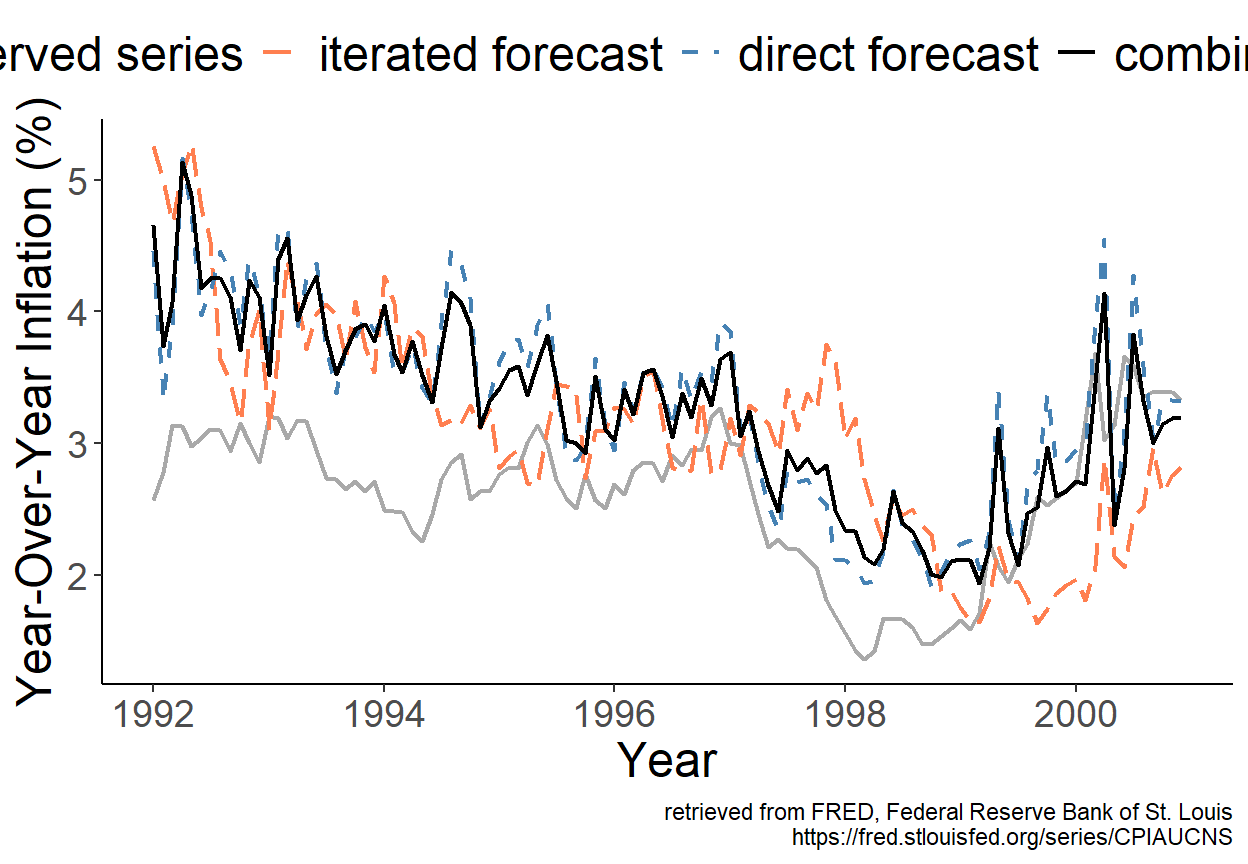 erved series iterated forecast direct forecast combin
Year-Over-Year Inflation (%)
5
4
3
2
1992 1994 1996 1998 2000
Year
retrieved from FRED, Federal Reserve Bank of St. Louis
https://fred.stlouisfed.org/series/CPIAUCNS